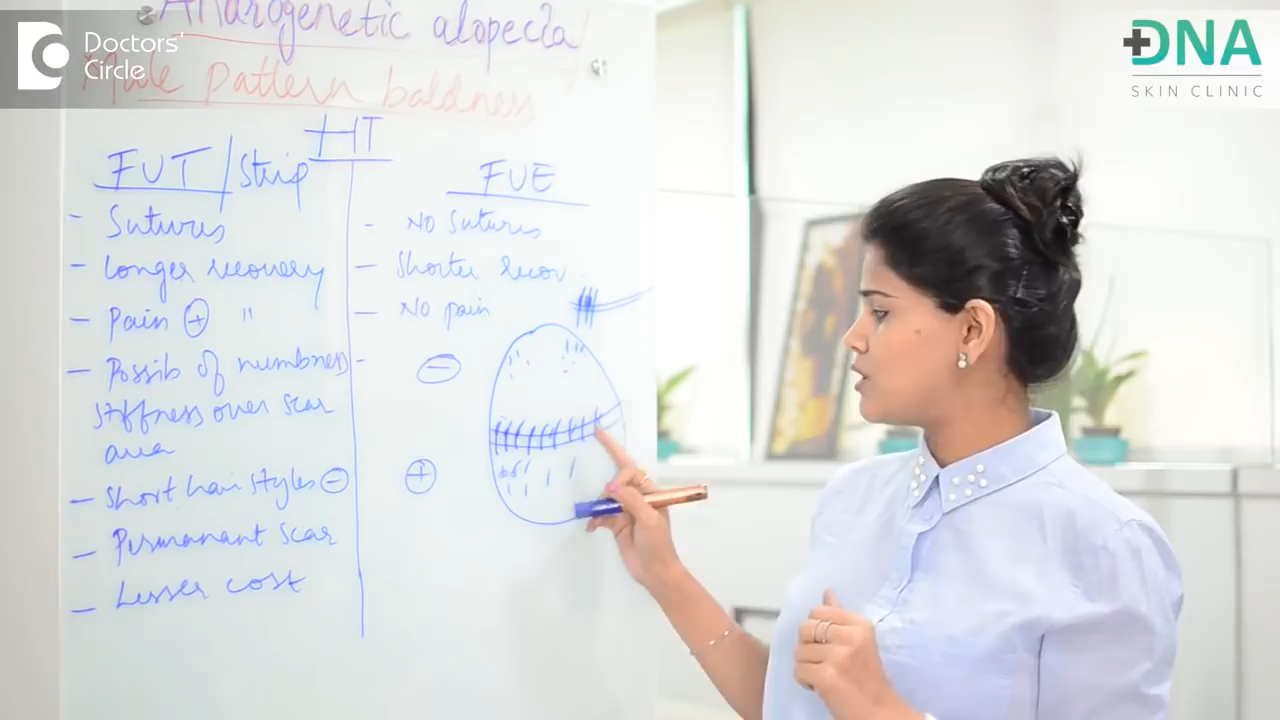 Doctors'
Circle
+DNA
SKIN CLINIC
Androgenetic alopecia/
Male pattern baldness
HT
FUT/Strip
- Sutures
- Longer recovery
- Pain ⊕ "
- Possib of numbness
stiffness over scar
area
- Short hair styles ⊖
- Permanant scar
- Lesser cost
FUE
- No Sutures
- Shorter recov
- No pain
- ⊖
⊕